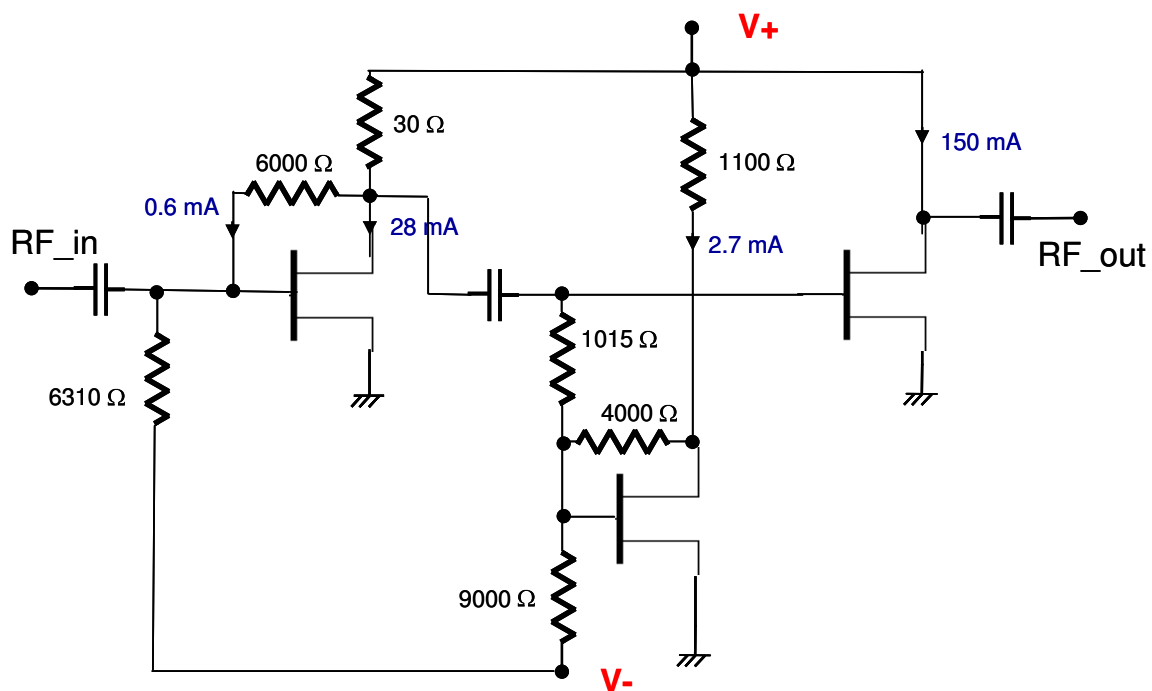 V+
30 Ω
6000 Ω
1100 Ω
150 mA
0.6 mA
28 mA
2.7 mA
RF_in
RF_out
1015 Ω
6310 Ω
4000 Ω
9000 Ω
V-